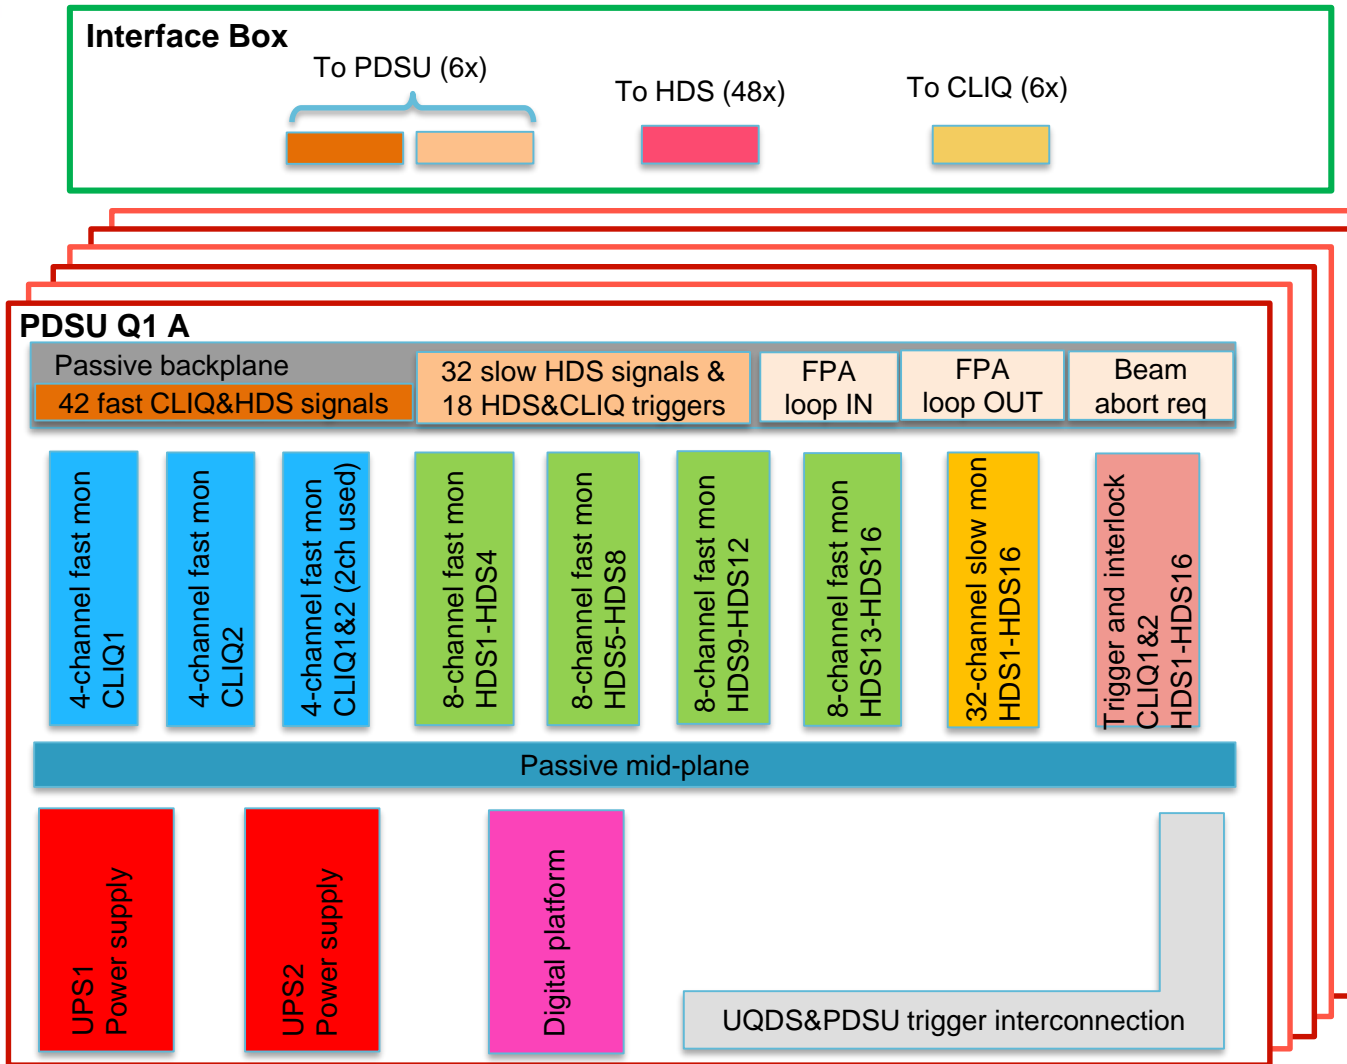 Interface Box
To PDSU (6x)
To HDS (48x)
To CLIQ (6x)
PDSU Q1 A
Passive backplane
42 fast CLIQ&HDS signals
32 slow HDS signals &
18 HDS&CLIQ triggers
FPA
loop IN
FPA
loop OUT
Beam
abort req
4-channel fast mon
CLIQ1
4-channel fast mon
CLIQ2
4-channel fast mon
CLIQ1&2 (2ch used)
8-channel fast mon
HDS1-HDS4
8-channel fast mon
HDS5-HDS8
8-channel fast mon
HDS9-HDS12
8-channel fast mon
HDS13-HDS16
32-channel slow mon
HDS1-HDS16
Trigger and interlock
CLIQ1&2
HDS1-HDS16
Passive mid-plane
UPS1
Power supply
UPS2
Power supply
Digital platform
UQDS&PDSU trigger interconnection